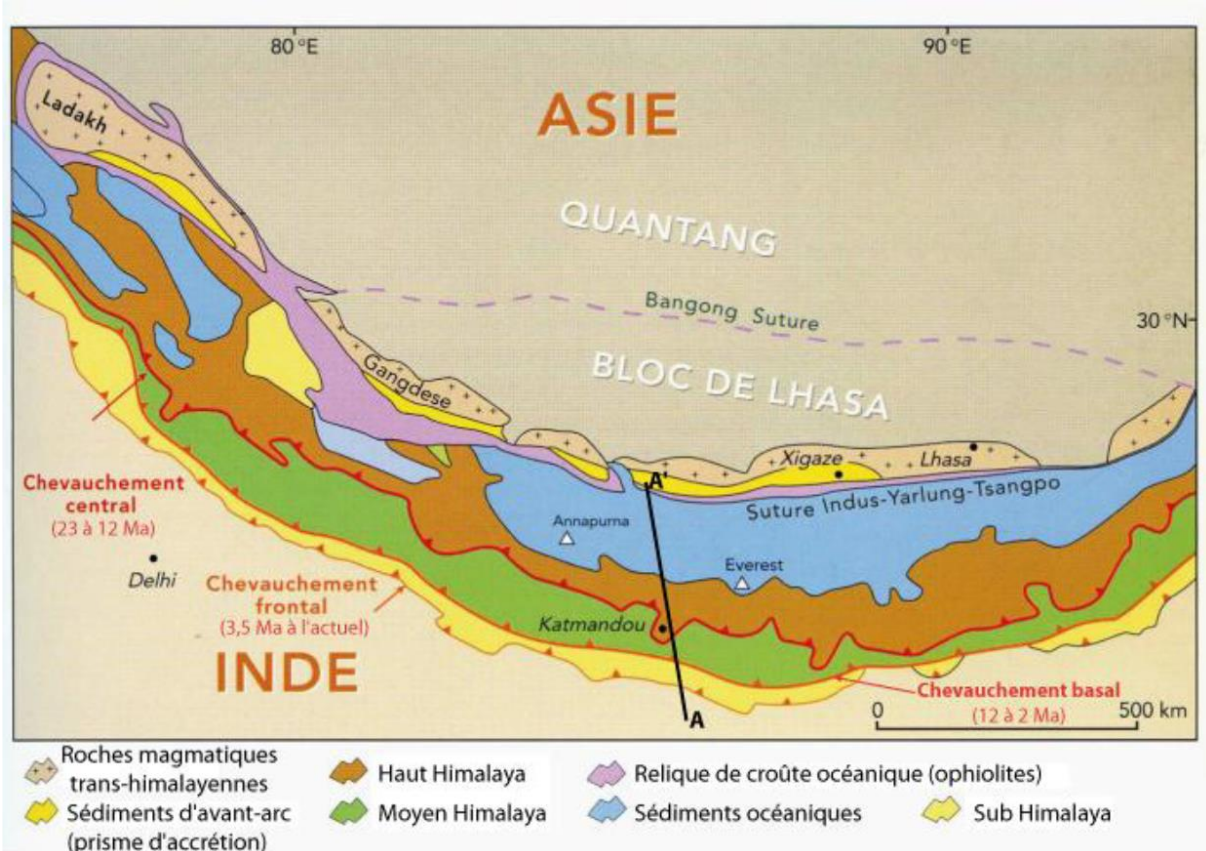 80 °E
90 °E
Ladakh
ASIE
QUANTANG
Bangong Suture
30 °N
BLOC DE LHASA
Gangdese
Xigaze
Lhasa
A'
Suture Indus-Yarlung-Tsangpo
Chevauchement
central
(23 à 12 Ma)
Annapurna
Everest
Delhi
Chevauchement
frontal
(3,5 Ma à l'actuel)
Katmandou
INDE
Chevauchement basal
(12 à 2 Ma)
A
0
500 km
Roches magmatiques
trans-himalayennes
Haut Himalaya
Relique de croûte océanique (ophiolites)
Sédiments d'avant-arc
(prisme d'accrétion)
Moyen Himalaya
Sédiments océaniques
Sub Himalaya